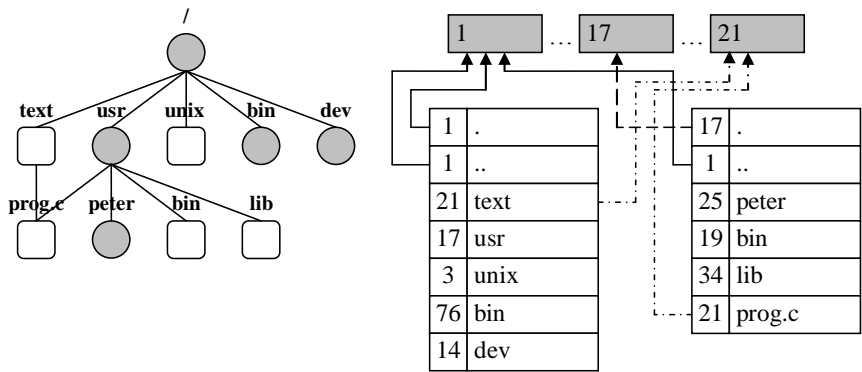 /
text usr unix bin dev
prog.c peter bin lib
1 ... 17 ... 21
1 .
1 ..
21 text
17 usr
3 unix
76 bin
14 dev
17 .
1 ..
25 peter
19 bin
34 lib
21 prog.c